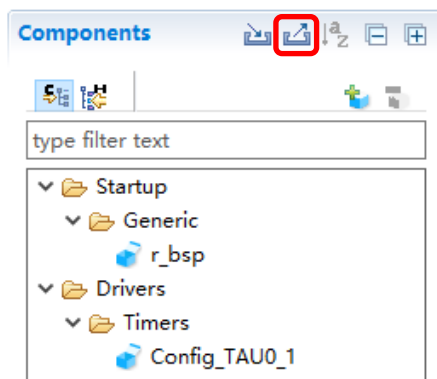 Components
type filter text
Startup
Generic
r_bsp
Drivers
Timers
Config_TAU0_1